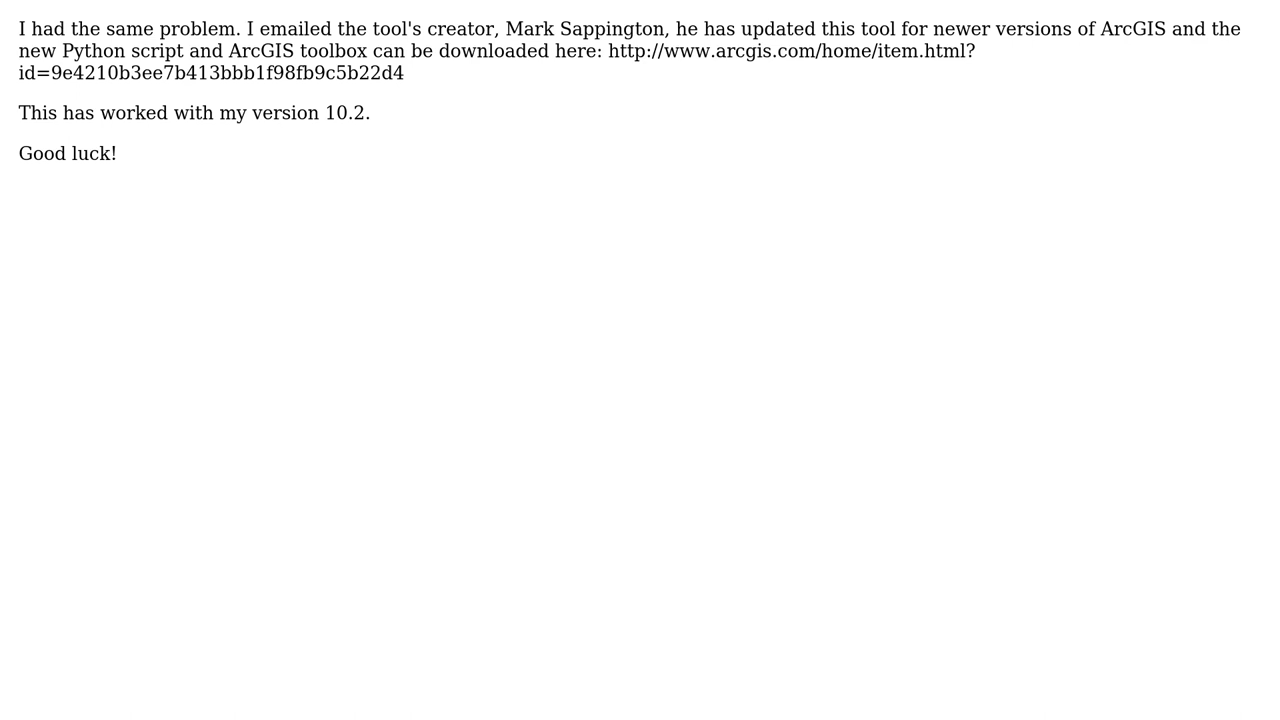 I had the same problem. I emailed the tool's creator, Mark Sappington, he has updated this tool for newer versions of ArcGIS and the
new Python script and ArcGIS toolbox can be downloaded here: http://www.arcgis.com/home/item.html?
id=9e4210b3ee7b413bbb1f98fb9c5b22d4
This has worked with my version 10.2.
Good luck!